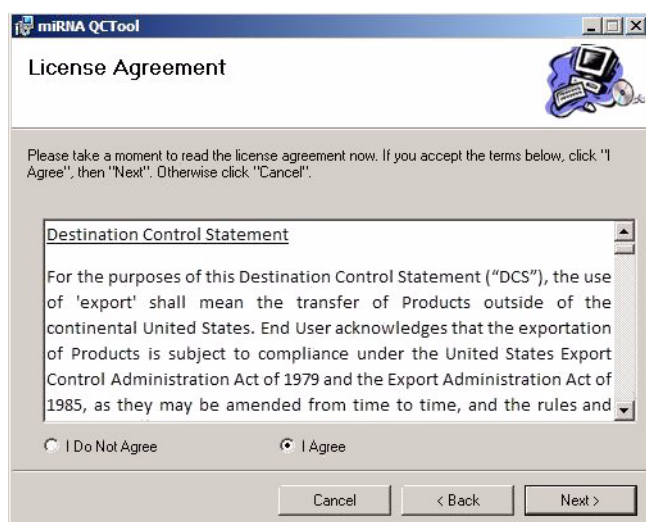 miRNA QCTool
License Agreement
Please take a moment to read the license agreement now. If you accept the terms below, click "I
Agree", then "Next". Otherwise click "Cancel".
Destination Control Statement
For the purposes of this Destination Control Statement (“DCS”), the use
of 'export' shall mean the transfer of Products outside of the
continental United States. End User acknowledges that the exportation
of Products is subject to compliance under the United States Export
Control Administration Act of 1979 and the Export Administration Act of
1985, as they may be amended from time to time, and the rules and
I Do Not Agree
I Agree
Cancel
< Back
Next >